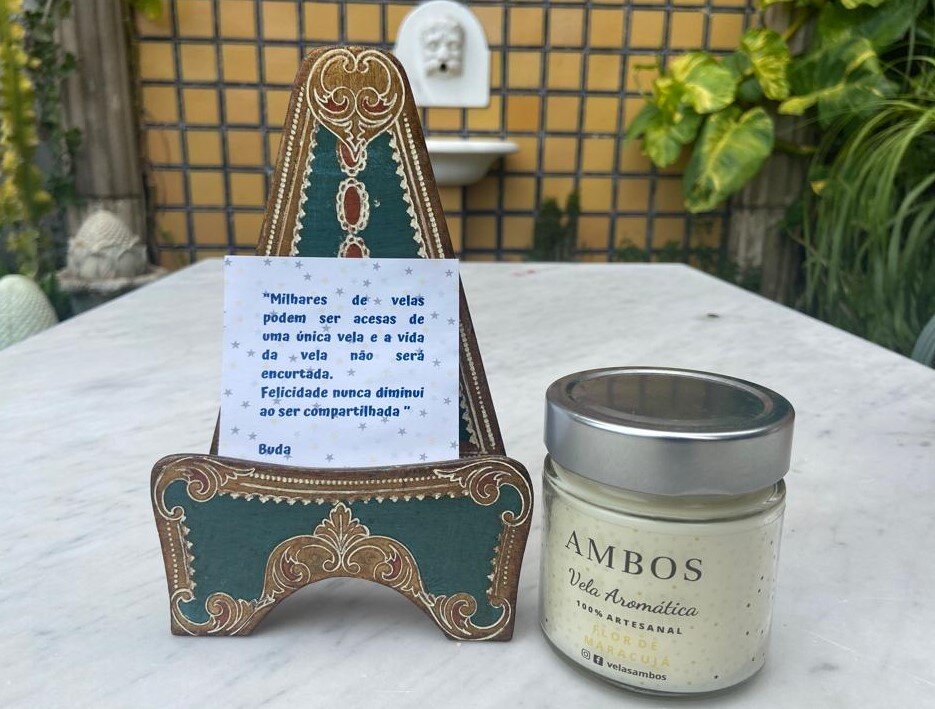 "Milhares de velas
podem ser acesas de
uma única vela e a vida
da vela não será
encurtada.
Felicidade nunca diminui
ao ser compartilhada "
Buda
AMBOS
Vela Aromática
100% ARTESANAL
FLOR DE
MARACUJÁ
velasambos